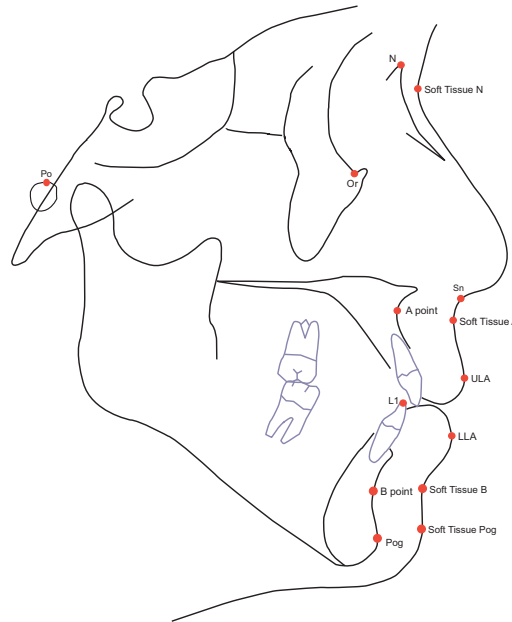 N
Soft Tissue N
Po
Or
Sn
A point
Soft Tissue
ULA
L1
LLA
B point
Soft Tissue B
Soft Tissue Pog
Pog